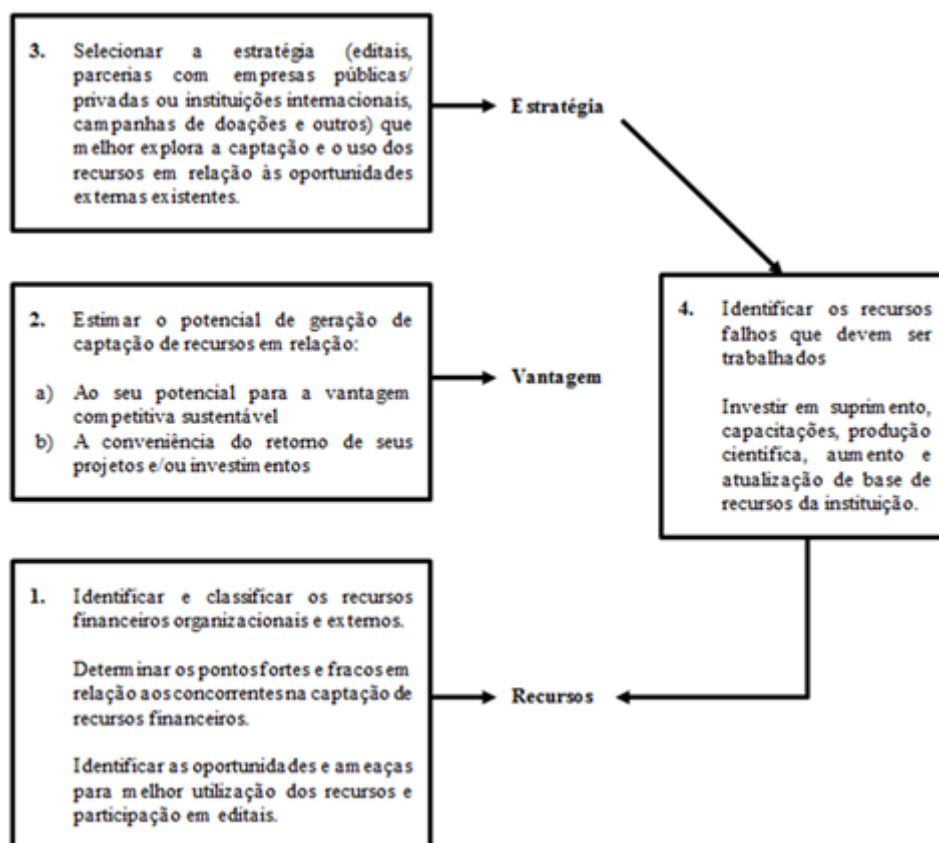 3. Selecionar a estratégia (editais,
parcerias com empresas públicas/
privadas ou instituições internacionais,
campanhas de doações e outros) que
melhor explora a captação e o uso dos
recursos em relação às oportunidades
externas existentes.
Estratégia
2. Estimar o potencial de geração de
captação de recursos em relação:
a) Ao seu potencial para a vantagem
competitiva sustentável
b) A conveniência do retorno de seus
projetos e/ou investimentos
Vantagem
4. Identificar os recursos
falhos que devem ser
trabalhados
Investir em suprimento,
capacitações, produção
científica, aumento e
atualização de base de
recursos da instituição.
1. Identificar e classificar os recursos
financeiros organizacionais e externos.
Determinar os pontos fortes e fracos em
relação aos concorrentes na captação de
recursos financeiros.
Identificar as oportunidades e ameaças
para melhor utilização dos recursos e
participação em editais.
Recursos